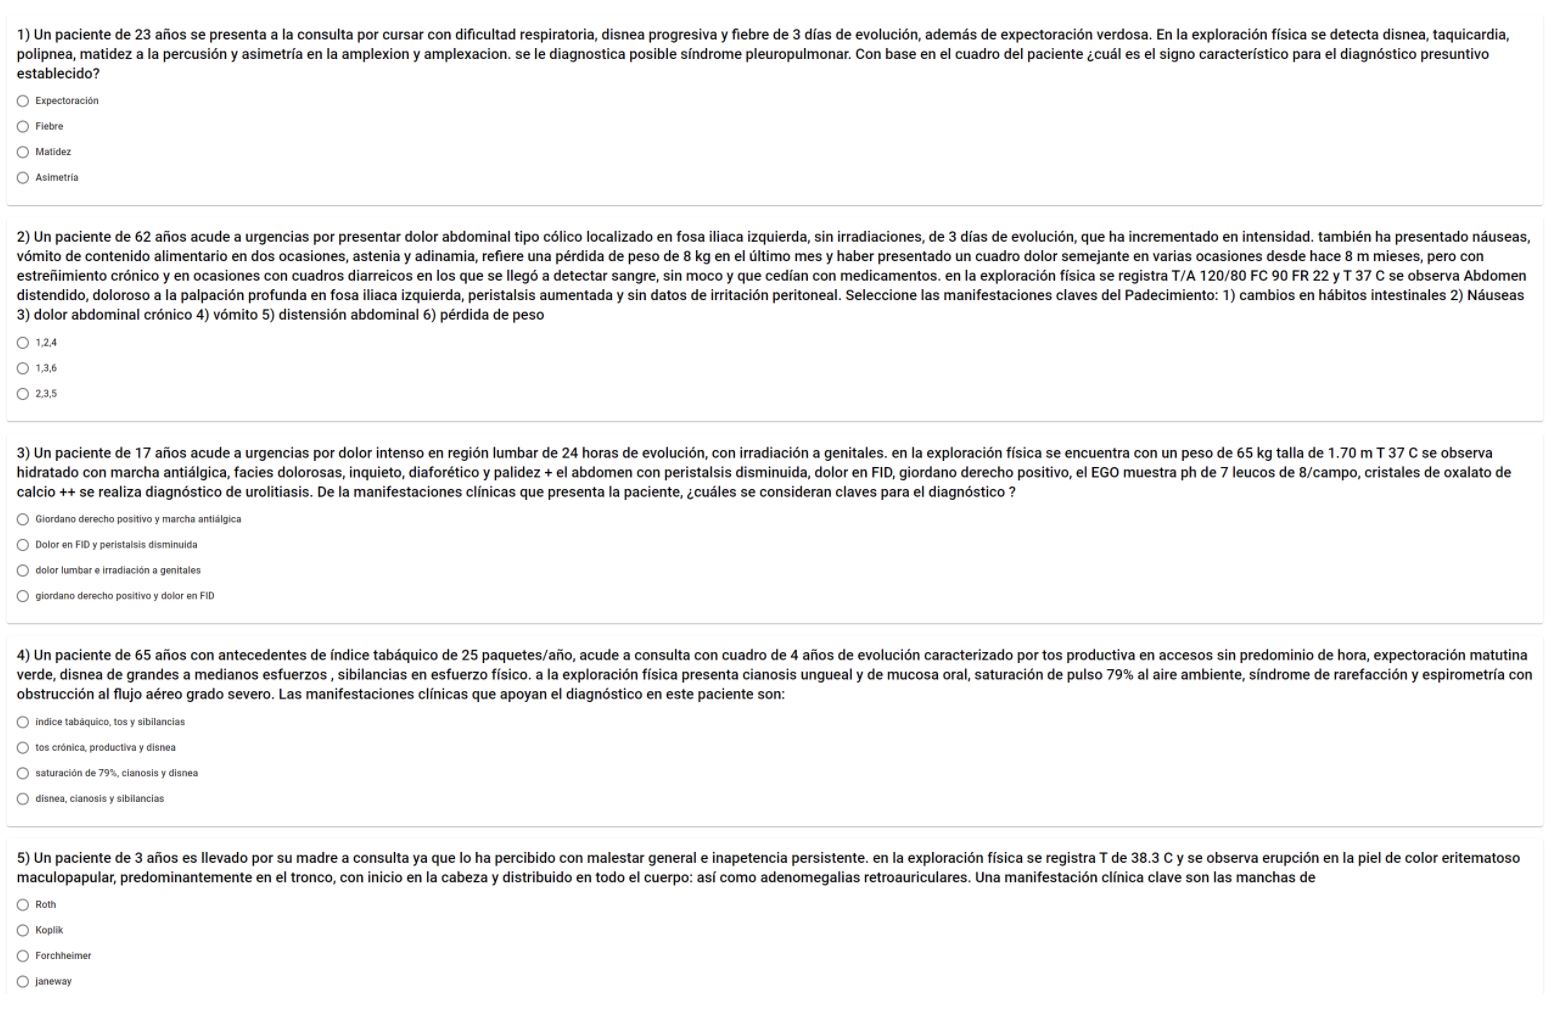 1) Un paciente de 23 años se presenta a la consulta por cursar con dificultad respiratoria, disnea progresiva y fiebre de 3 días de evolución, además de expectoración verdosa. En la exploración física se detecta disnea, taquicardia,
polipnea, matidez a la percusión y asimetría en la amplexion y amplexacion. se le diagnostica posible síndrome pleuropulmonar. Con base en el cuadro del paciente ¿cuál es el signo característico para el diagnóstico presuntivo
establecido?
Expectoración
Fiebre
Matidez
Asimetría
2) Un paciente de 62 años acude a urgencias por presentar dolor abdominal tipo cólico localizado en fosa iliaca izquierda, sin irradiaciones, de 3 días de evolución, que ha incrementado en intensidad. también ha presentado náuseas,
vómito de contenido alimentario en dos ocasiones, astenia y adinamia, refiere una pérdida de peso de 8 kg en el último mes y haber presentado un cuadro dolor semejante en varias ocasiones desde hace 8 m mieses, pero con
estreñimiento crónico y en ocasiones con cuadros diarreicos en los que se llegó a detectar sangre, sin moco y que cedían con medicamentos. en la exploración física se registra T/A 120/80 FC 90 FR 22 y T 37 C se observa Abdomen
distendido, doloroso a la palpación profunda en fosa iliaca izquierda, peristalsis aumentada y sin datos de irritación peritoneal. Seleccione las manifestaciones claves del Padecimiento: 1) cambios en hábitos intestinales 2) Náuseas
3) dolor abdominal crónico 4) vómito 5) distensión abdominal 6) pérdida de peso
1,2,4
1,3,6
2,3,5
3) Un paciente de 17 años acude a urgencias por dolor intenso en región lumbar de 24 horas de evolución, con irradiación a genitales. en la exploración física se encuentra con un peso de 65 kg talla de 1.70 m T 37 C se observa
hidratado con marcha antiálgica, facies dolorosas, inquieto, diaforético y palidez + el abdomen con peristalsis disminuida, dolor en FID, giordano derecho positivo, el EGO muestra ph de 7 leucos de 8/campo, cristales de oxalato de
calcio ++ se realiza diagnóstico de urolitiasis. De la manifestaciones clínicas que presenta la paciente, ¿cuáles se consideran claves para el diagnóstico ?
Giordano derecho positivo y marcha antiálgica
Dolor en FID y peristalsis disminuida
dolor lumbar e irradiación a genitales
giordano derecho positivo y dolor en FID
4) Un paciente de 65 años con antecedentes de índice tabáquico de 25 paquetes/año, acude a consulta con cuadro de 4 años de evolución caracterizado por tos productiva en accesos sin predominio de hora, expectoración matutina
verde, disnea de grandes a medianos esfuerzos , sibilancias en esfuerzo físico. a la exploración física presenta cianosis ungueal y de mucosa oral, saturación de pulso 79% al aire ambiente, síndrome de rarefacción y espirometría con
obstrucción al flujo aéreo grado severo. Las manifestaciones clínicas que apoyan el diagnóstico en este paciente son:
índice tabáquico, tos y sibilancias
tos crónica, productiva y disnea
saturación de 79%, cianosis y disnea
disnea, cianosis y sibilancias
5) Un paciente de 3 años es llevado por su madre a consulta ya que lo ha percibido con malestar general e inapetencia persistente. en la exploración física se registra T de 38.3 C y se observa erupción en la piel de color eritematoso
maculopapular, predominantemente en el tronco, con inicio en la cabeza y distribuido en todo el cuerpo: así como adenomegalias retroauriculares. Una manifestación clínica clave son las manchas de
Roth
Koplik
Forchheimer
janeway